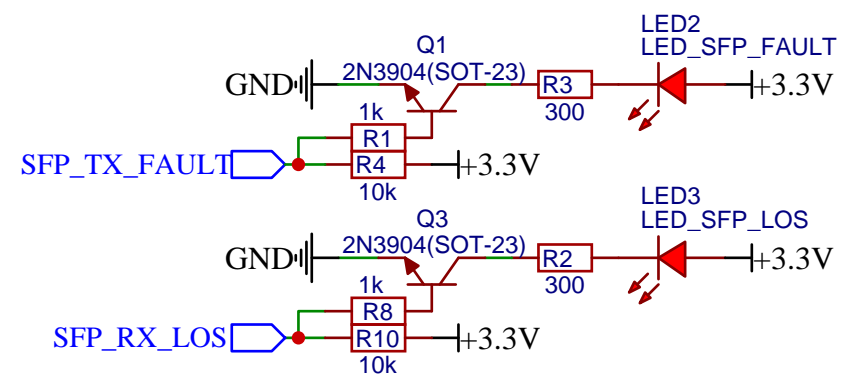 LED2
Q1
LED_SFP_FAULT
2N3904(SOT-23)
GND
R3
+3.3V
1k
300
R1
SFP_TX_FAULT
R4
+3.3V
10k
LED3
Q3
LED_SFP_LOS
2N3904(SOT-23)
GND
R2
+3.3V
1k
300
R8
SFP_RX_LOS
R10
+3.3V
10k